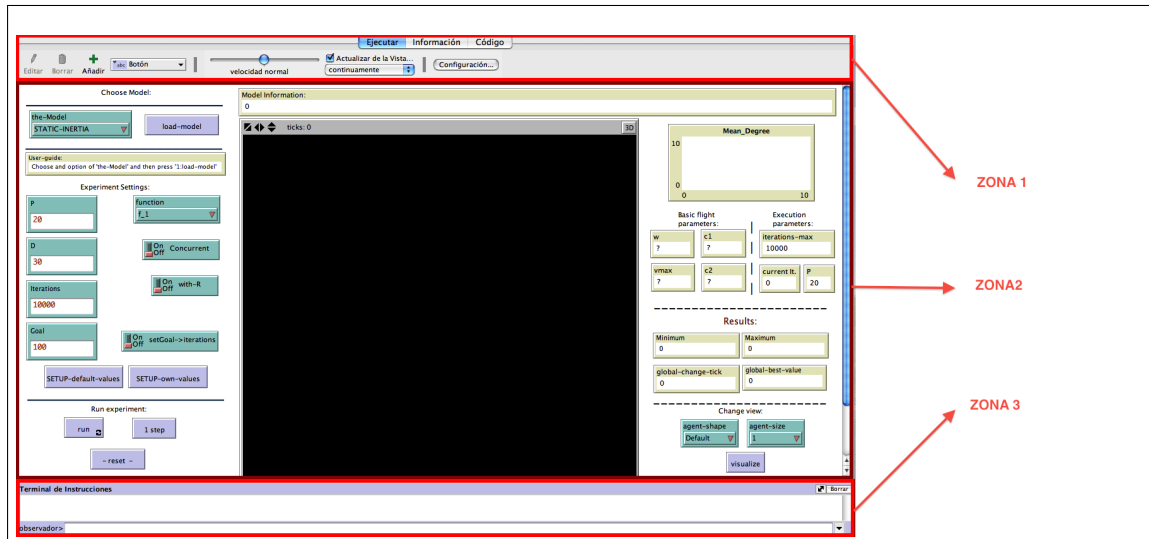 Ejecutar Información Código
Editar Borrar Añadir
abc Botón
velocidad normal
Actualizar de la Vista...
continuamente
Configuración...
ZONA 1
Choose Model:
the-Model
STATIC-INERTIA
load-model
User-guide:
Choose and option of 'the-Model' and then press '1:load-model'
Experiment Settings:
P
20
function
f_1
D
30
On
Off
Concurrent
Iterations
10000
On
Off
with-R
Goal
100
On
Off
setGoal->iterations
SETUP-default-values
SETUP-own-values
Run experiment:
run
1 step
- reset -
Model Information:
0
ticks: 0
3D
Mean_Degree
10
0
0
10
Basic flight
parameters:
Execution
parameters:
w
?
c1
?
iterations-max
10000
vmax
?
c2
?
current It.
0
P
20
Results:
Minimum
0
Maximum
0
global-change-tick
0
global-best-value
0
Change view:
agent-shape
Default
agent-size
1
visualize
ZONA2
Terminal de Instrucciones
Borrar
observador>
ZONA 3